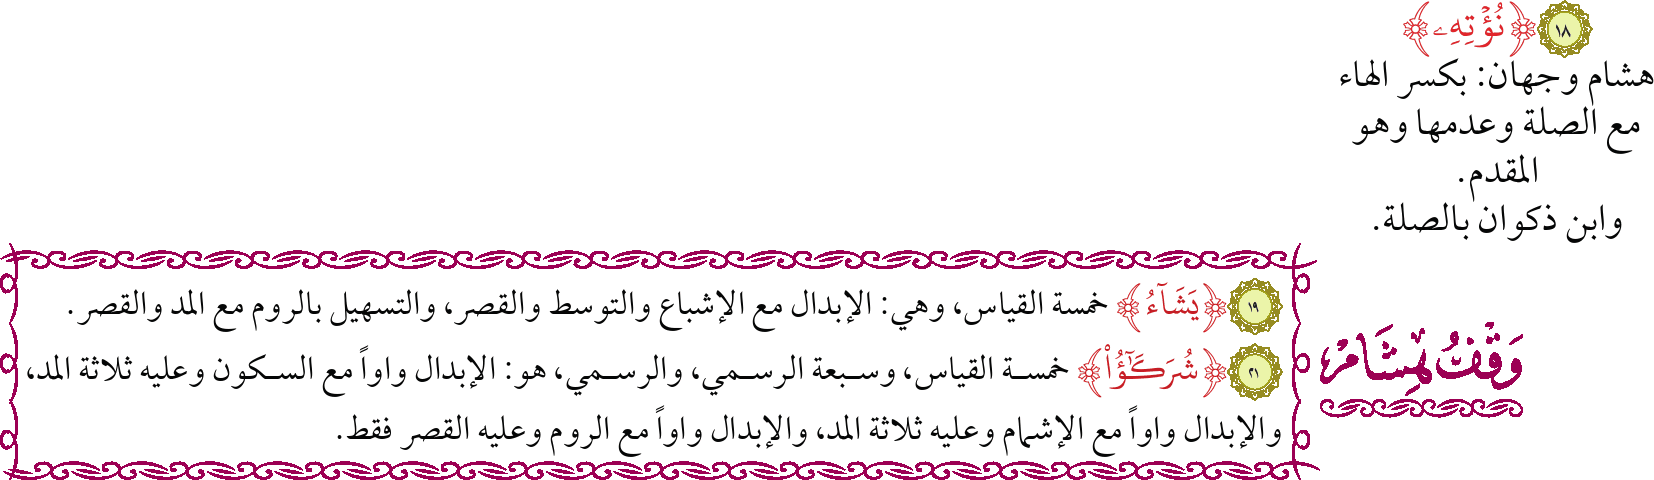 ١٨ ﴿نُؤْتِهِۦ﴾
هشام وجهان: بكسر الهاء
مع الصلة وعدمها وهو
المقدم.
وابن ذكوان بالصلة.
وَقْفُ هِشَامٍ
١٩ ﴿يَشَآءُ﴾ خمسة القياس، وهي: الإبدال مع الإشباع والتوسط والقصر، والتسهيل بالروم مع المد والقصر.
٢١ ﴿شُرَكَٰٓؤُاْ﴾ خمسة القياس، وسبعة الرسمي، والرسمي، هو: الإبدال واواً مع السكون وعليه ثلاثة المد،
والإبدال واواً مع الإشمام وعليه ثلاثة المد، والإبدال واواً مع الروم وعليه القصر فقط.